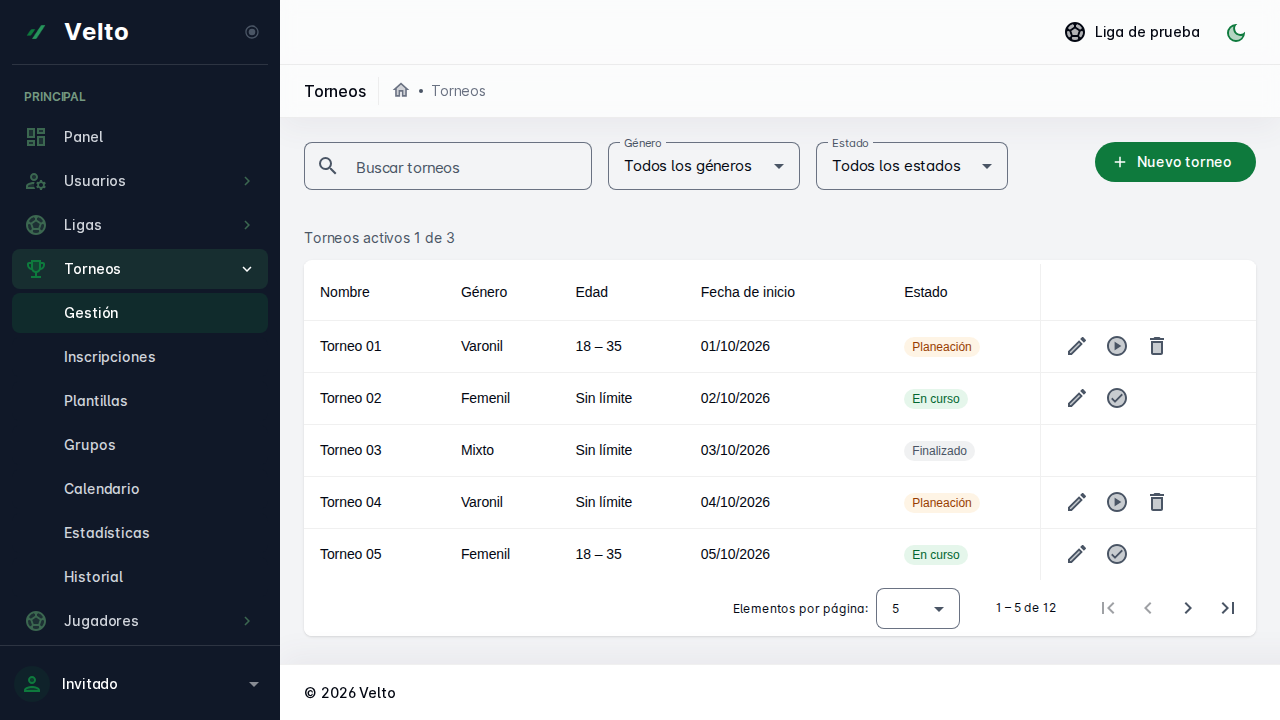 Velto
PRINCIPAL
Panel
Usuarios
Ligas
Torneos
Gestión
Inscripciones
Plantillas
Grupos
Calendario
Estadísticas
Historial
Jugadores
Invitado
Liga de prueba
Torneos • Torneos
Buscar torneos
Género
Todos los géneros
Estado
Todos los estados
+ Nuevo torneo
Torneos activos 1 de 3
Nombre Género Edad Fecha de inicio Estado
Torneo 01 Varonil 18 – 35 01/10/2026 Planeación
Torneo 02 Femenil Sin límite 02/10/2026 En curso
Torneo 03 Mixto Sin límite 03/10/2026 Finalizado
Torneo 04 Varonil Sin límite 04/10/2026 Planeación
Torneo 05 Femenil 18 – 35 05/10/2026 En curso
Elementos por página: 5 1 – 5 de 12
© 2026 Velto